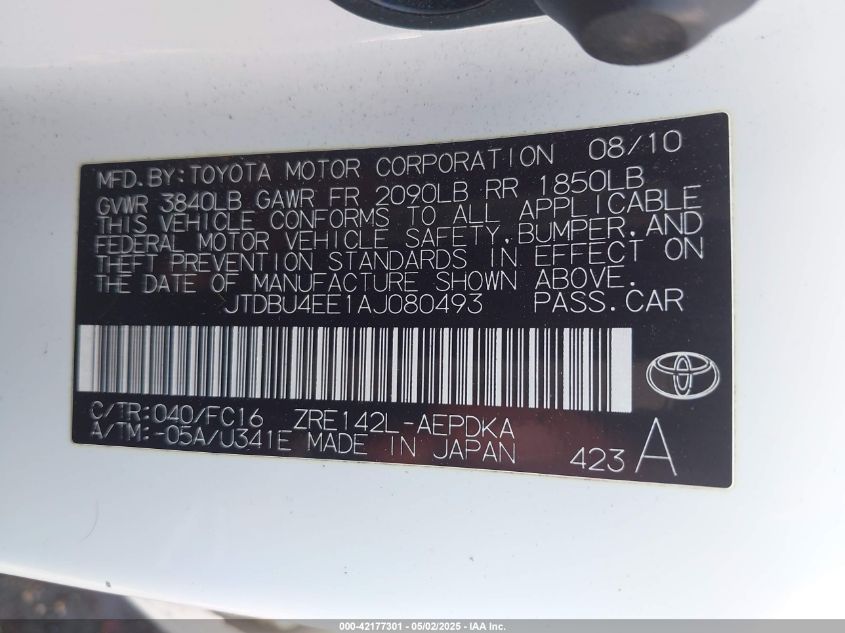 MFD.BY:TOYOTA MOTOR CORPORATION 08/10
GVWR 3840LB GAWR FR 2090LB RR 1850LB
THIS VEHICLE CONFORMS TO ALL APPLICABLE
FEDERAL MOTOR VEHICLE SAFETY,BUMPER,AND
THEFT PREVENTION STANDARDS IN EFFECT ON
THE DATE OF MANUFACTURE SHOWN ABOVE.
JTDBU4EE1AJ080493 PASS.CAR
C/TR:040/FC16 ZRE142L-AEPDKA
A/TM:-05A/U341E MADE IN JAPAN 423 A
000-42177301 - 05/02/2025 - IAA Inc.